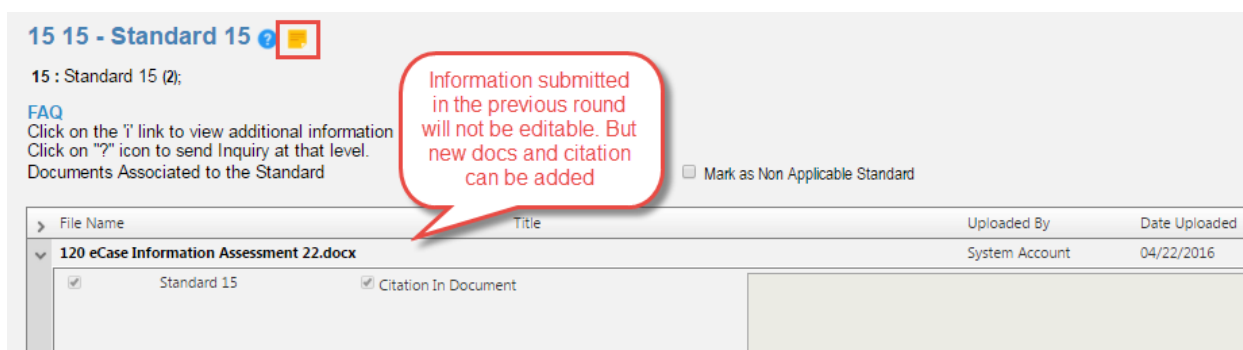 15 15 - Standard 15 ?
15 : Standard 15 (2);
FAQ
Click on the 'i' link to view additional information
Click on "?" icon to send Inquiry at that level.
Documents Associated to the Standard
Information submitted
in the previous round
will not be editable. But
new docs and citation
can be added
Mark as Non Applicable Standard
File Name Title Uploaded By Date Uploaded
120 eCase Information Assessment 22.docx System Account 04/22/2016
Standard 15 Citation In Document